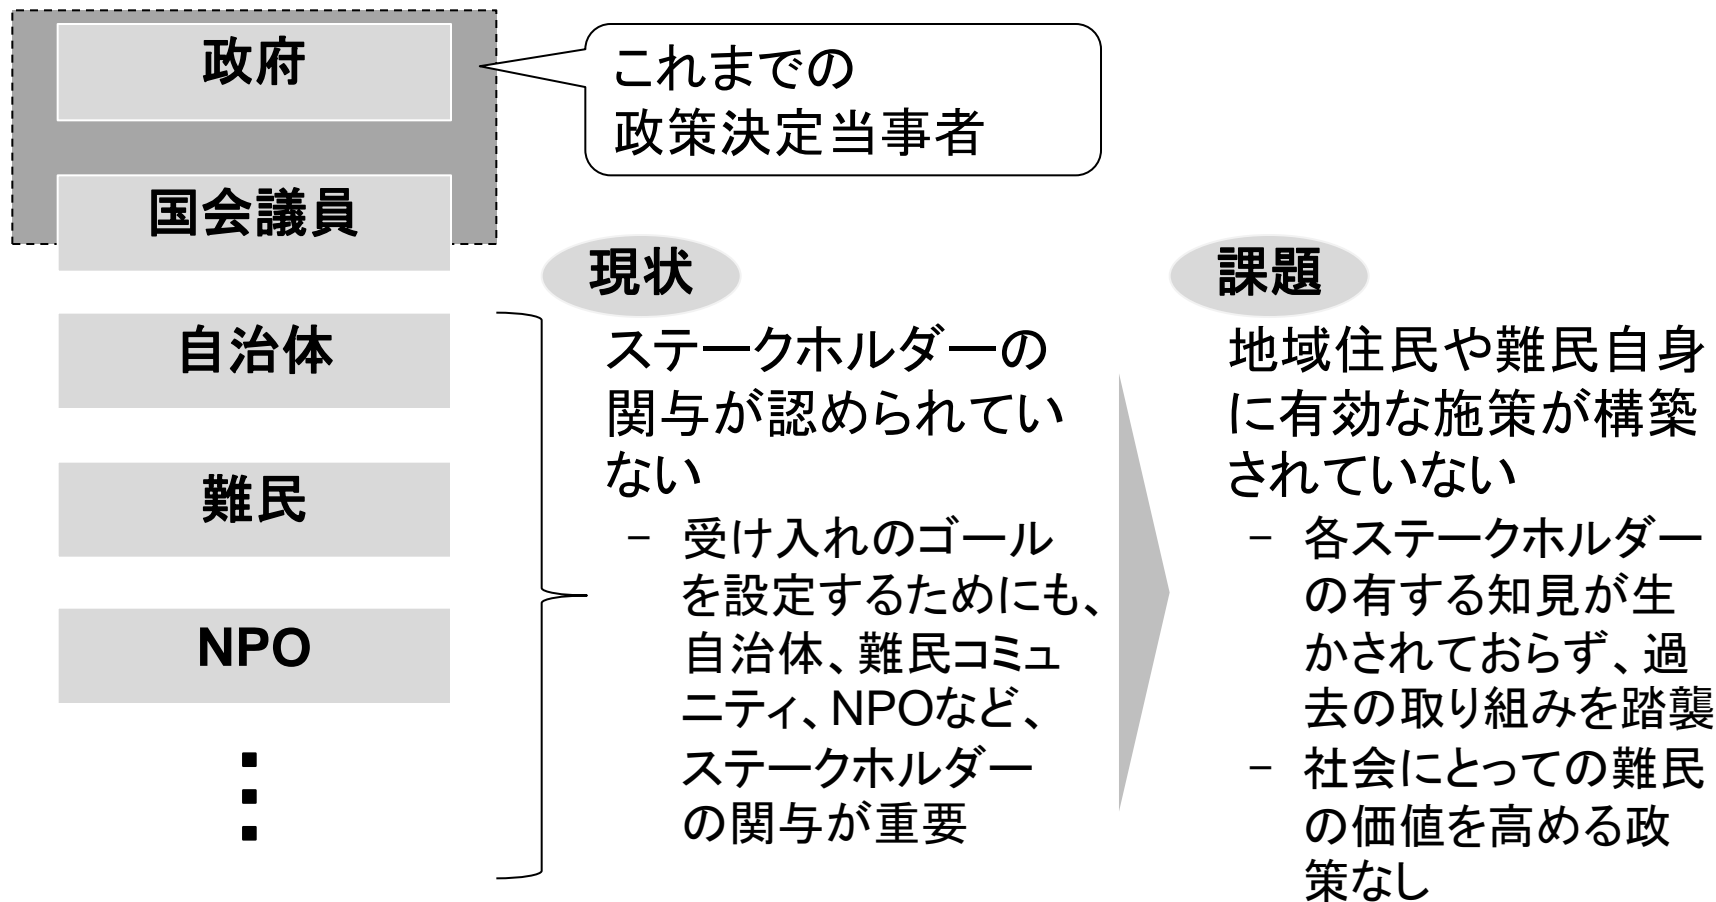 政府
これまでの
政策決定当事者
国会議員
自治体
難民
NPO
現状
ステークホルダーの
関与が認められてい
ない
– 受け入れのゴール
を設定するためにも、
自治体、難民コミュ
ニティ、NPOなど、
ステークホルダー
の関与が重要
課題
地域住民や難民自身
に有効な施策が構築
されていない
– 各ステークホルダー
の有する知見が生
かされておらず、過
去の取り組みを踏襲
– 社会にとっての難民
の価値を高める政
策なし